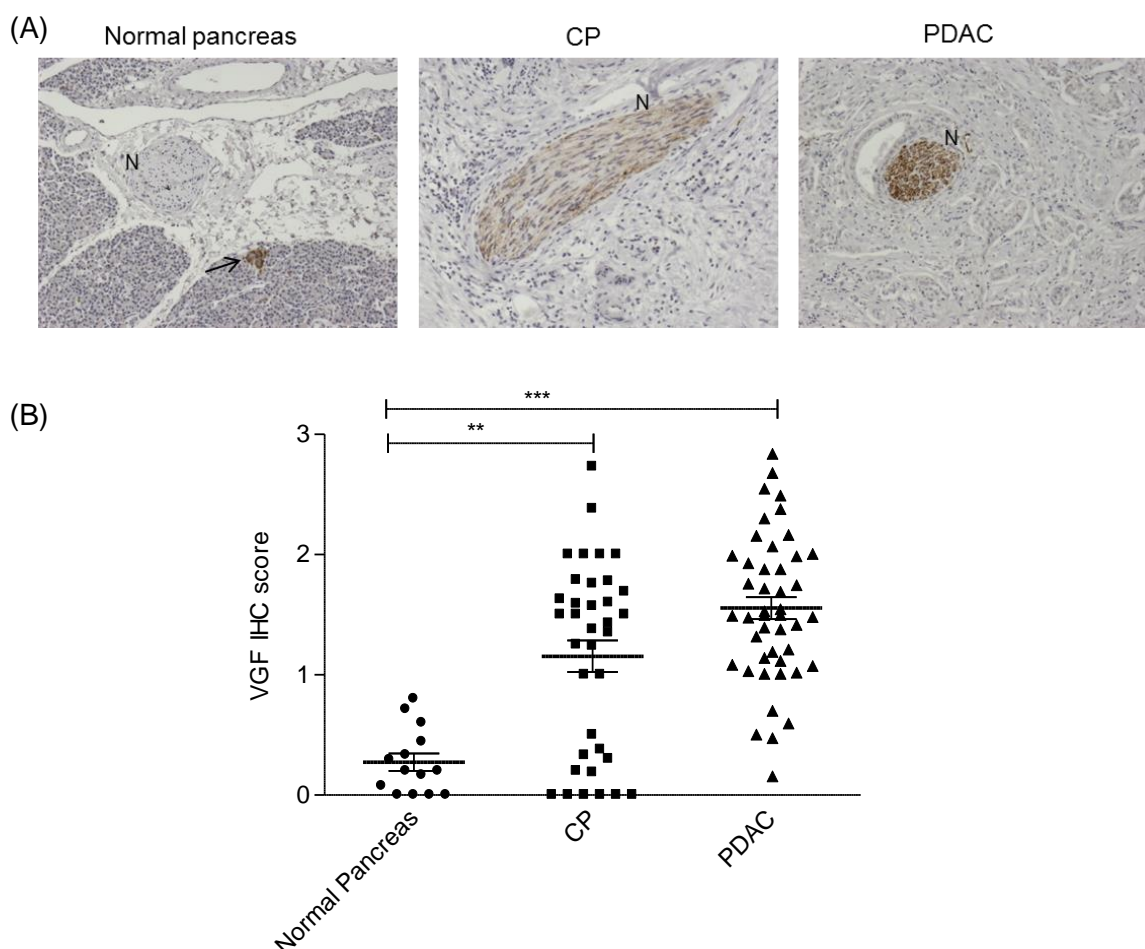 (A)
Normal pancreas
CP
PDAC
N
N
N
(B)
***
**
3
2
1
0
VGF IHC score
Normal Pancreas
CP
PDAC